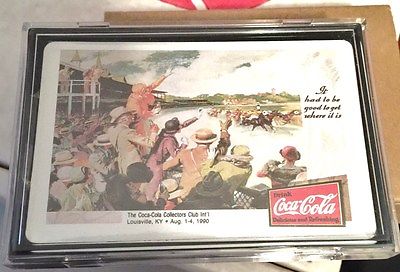 It
had to be
good to get
where it is
Drink
Coca-Cola
Delicious and Refreshing
The Coca-Cola Collectors Club Int'l
Louisville, KY • Aug. 1-4, 1990